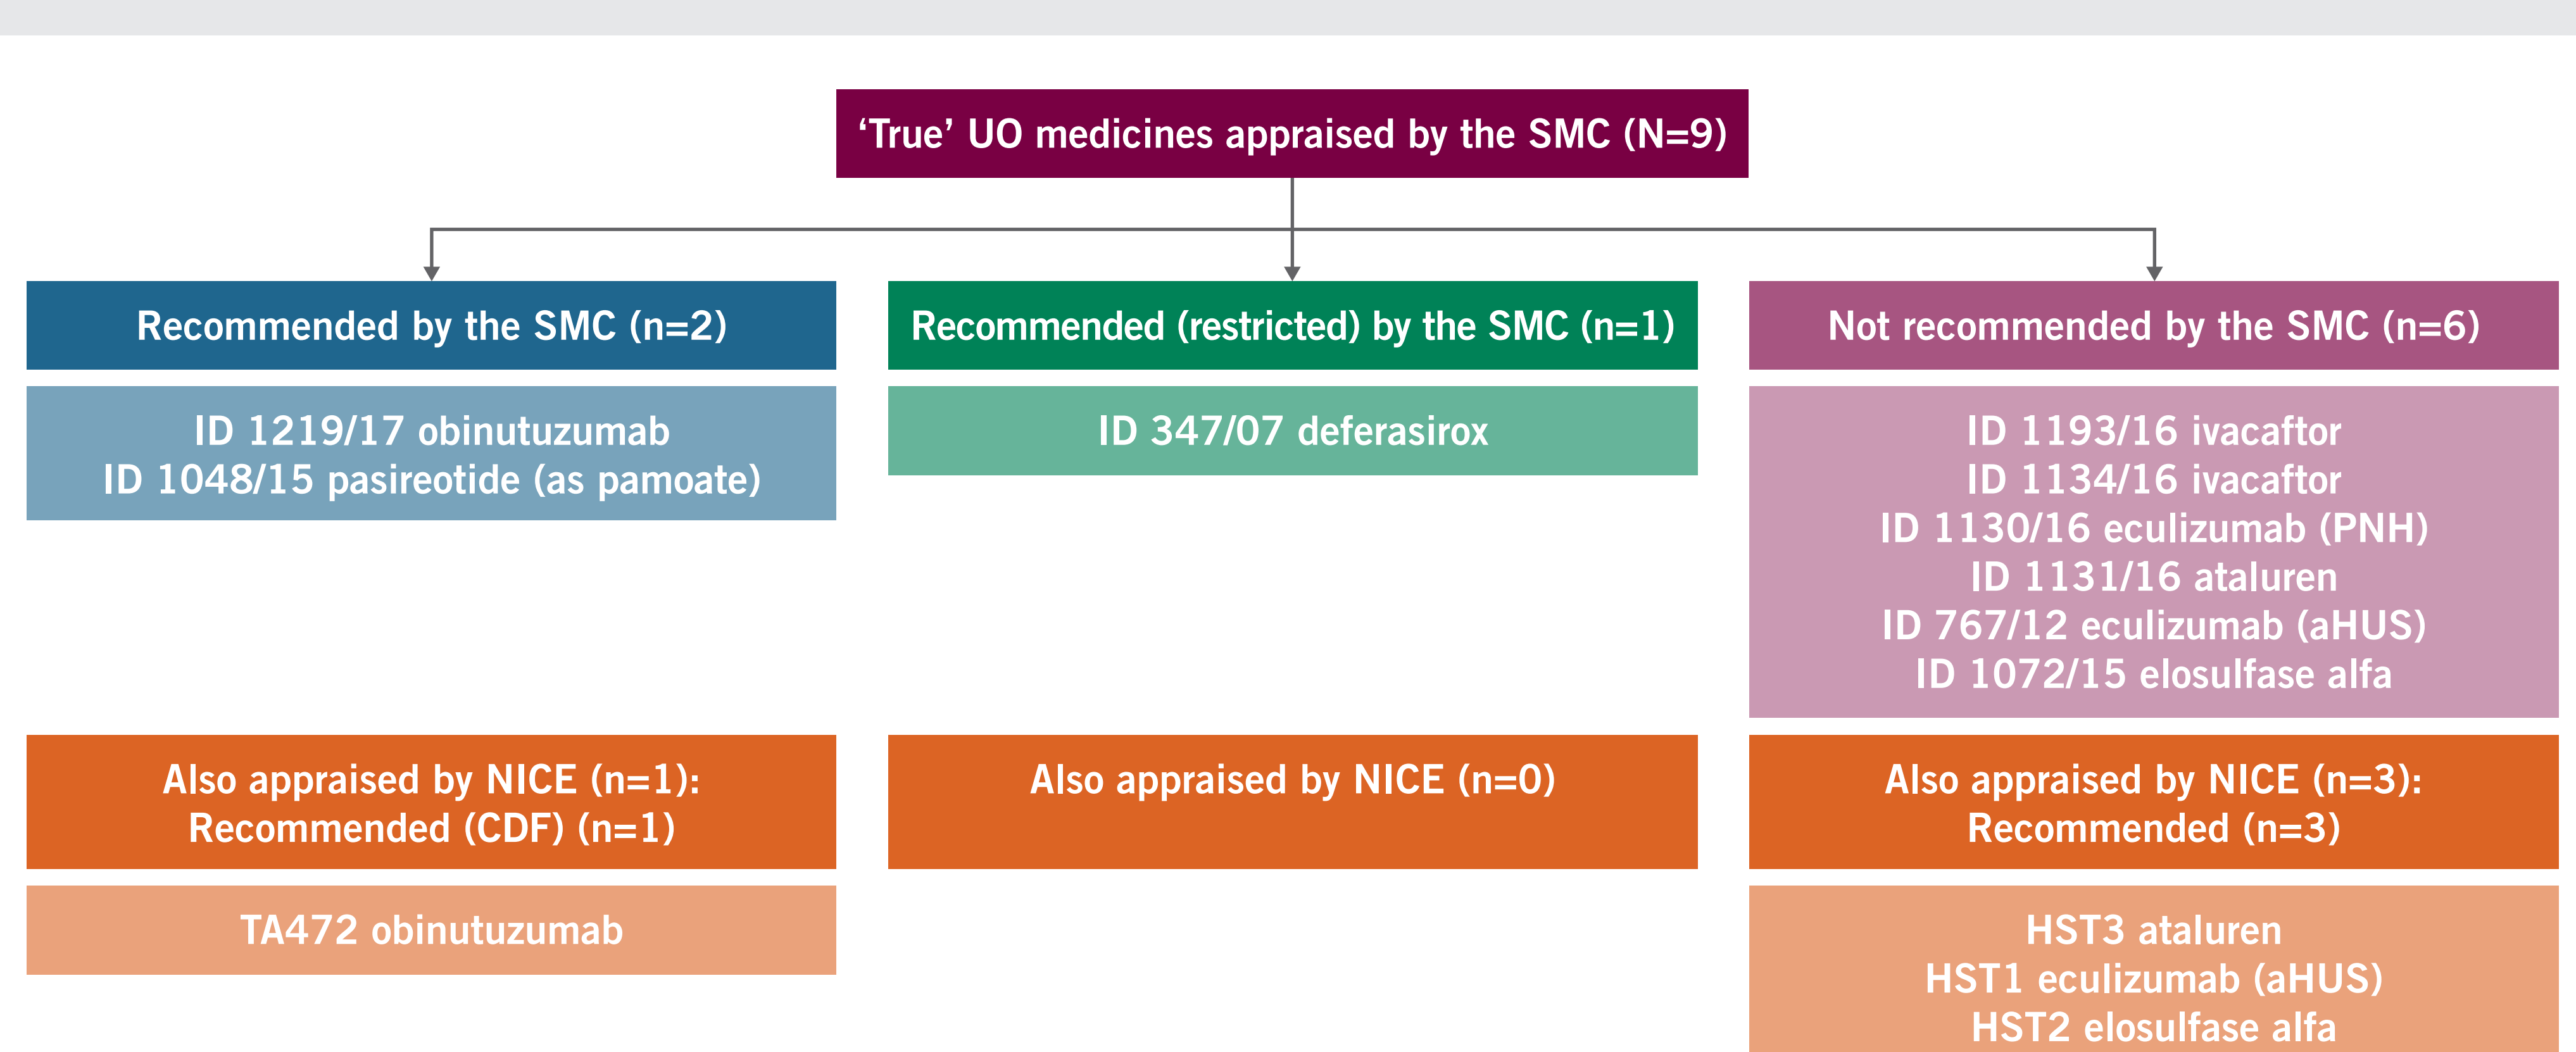 ‘True’ UO medicines appraised by the SMC (N=9)
Recommended by the SMC (n=2)
ID 1219/17 obinutuzumab
ID 1048/15 pasireotide (as pamoate)
Recommended (restricted) by the SMC (n=1)
ID 347/07 deferasirox
Not recommended by the SMC (n=6)
ID 1193/16 ivacaftor
ID 1134/16 ivacaftor
ID 1130/16 eculizumab (PNH)
ID 1131/16 ataluren
ID 767/12 eculizumab (aHUS)
ID 1072/15 elosulfase alfa
Also appraised by NICE (n=1):
Recommended (CDF) (n=1)
TA472 obinutuzumab
Also appraised by NICE (n=0)
Also appraised by NICE (n=3):
Recommended (n=3)
HST3 ataluren
HST1 eculizumab (aHUS)
HST2 elosulfase alfa